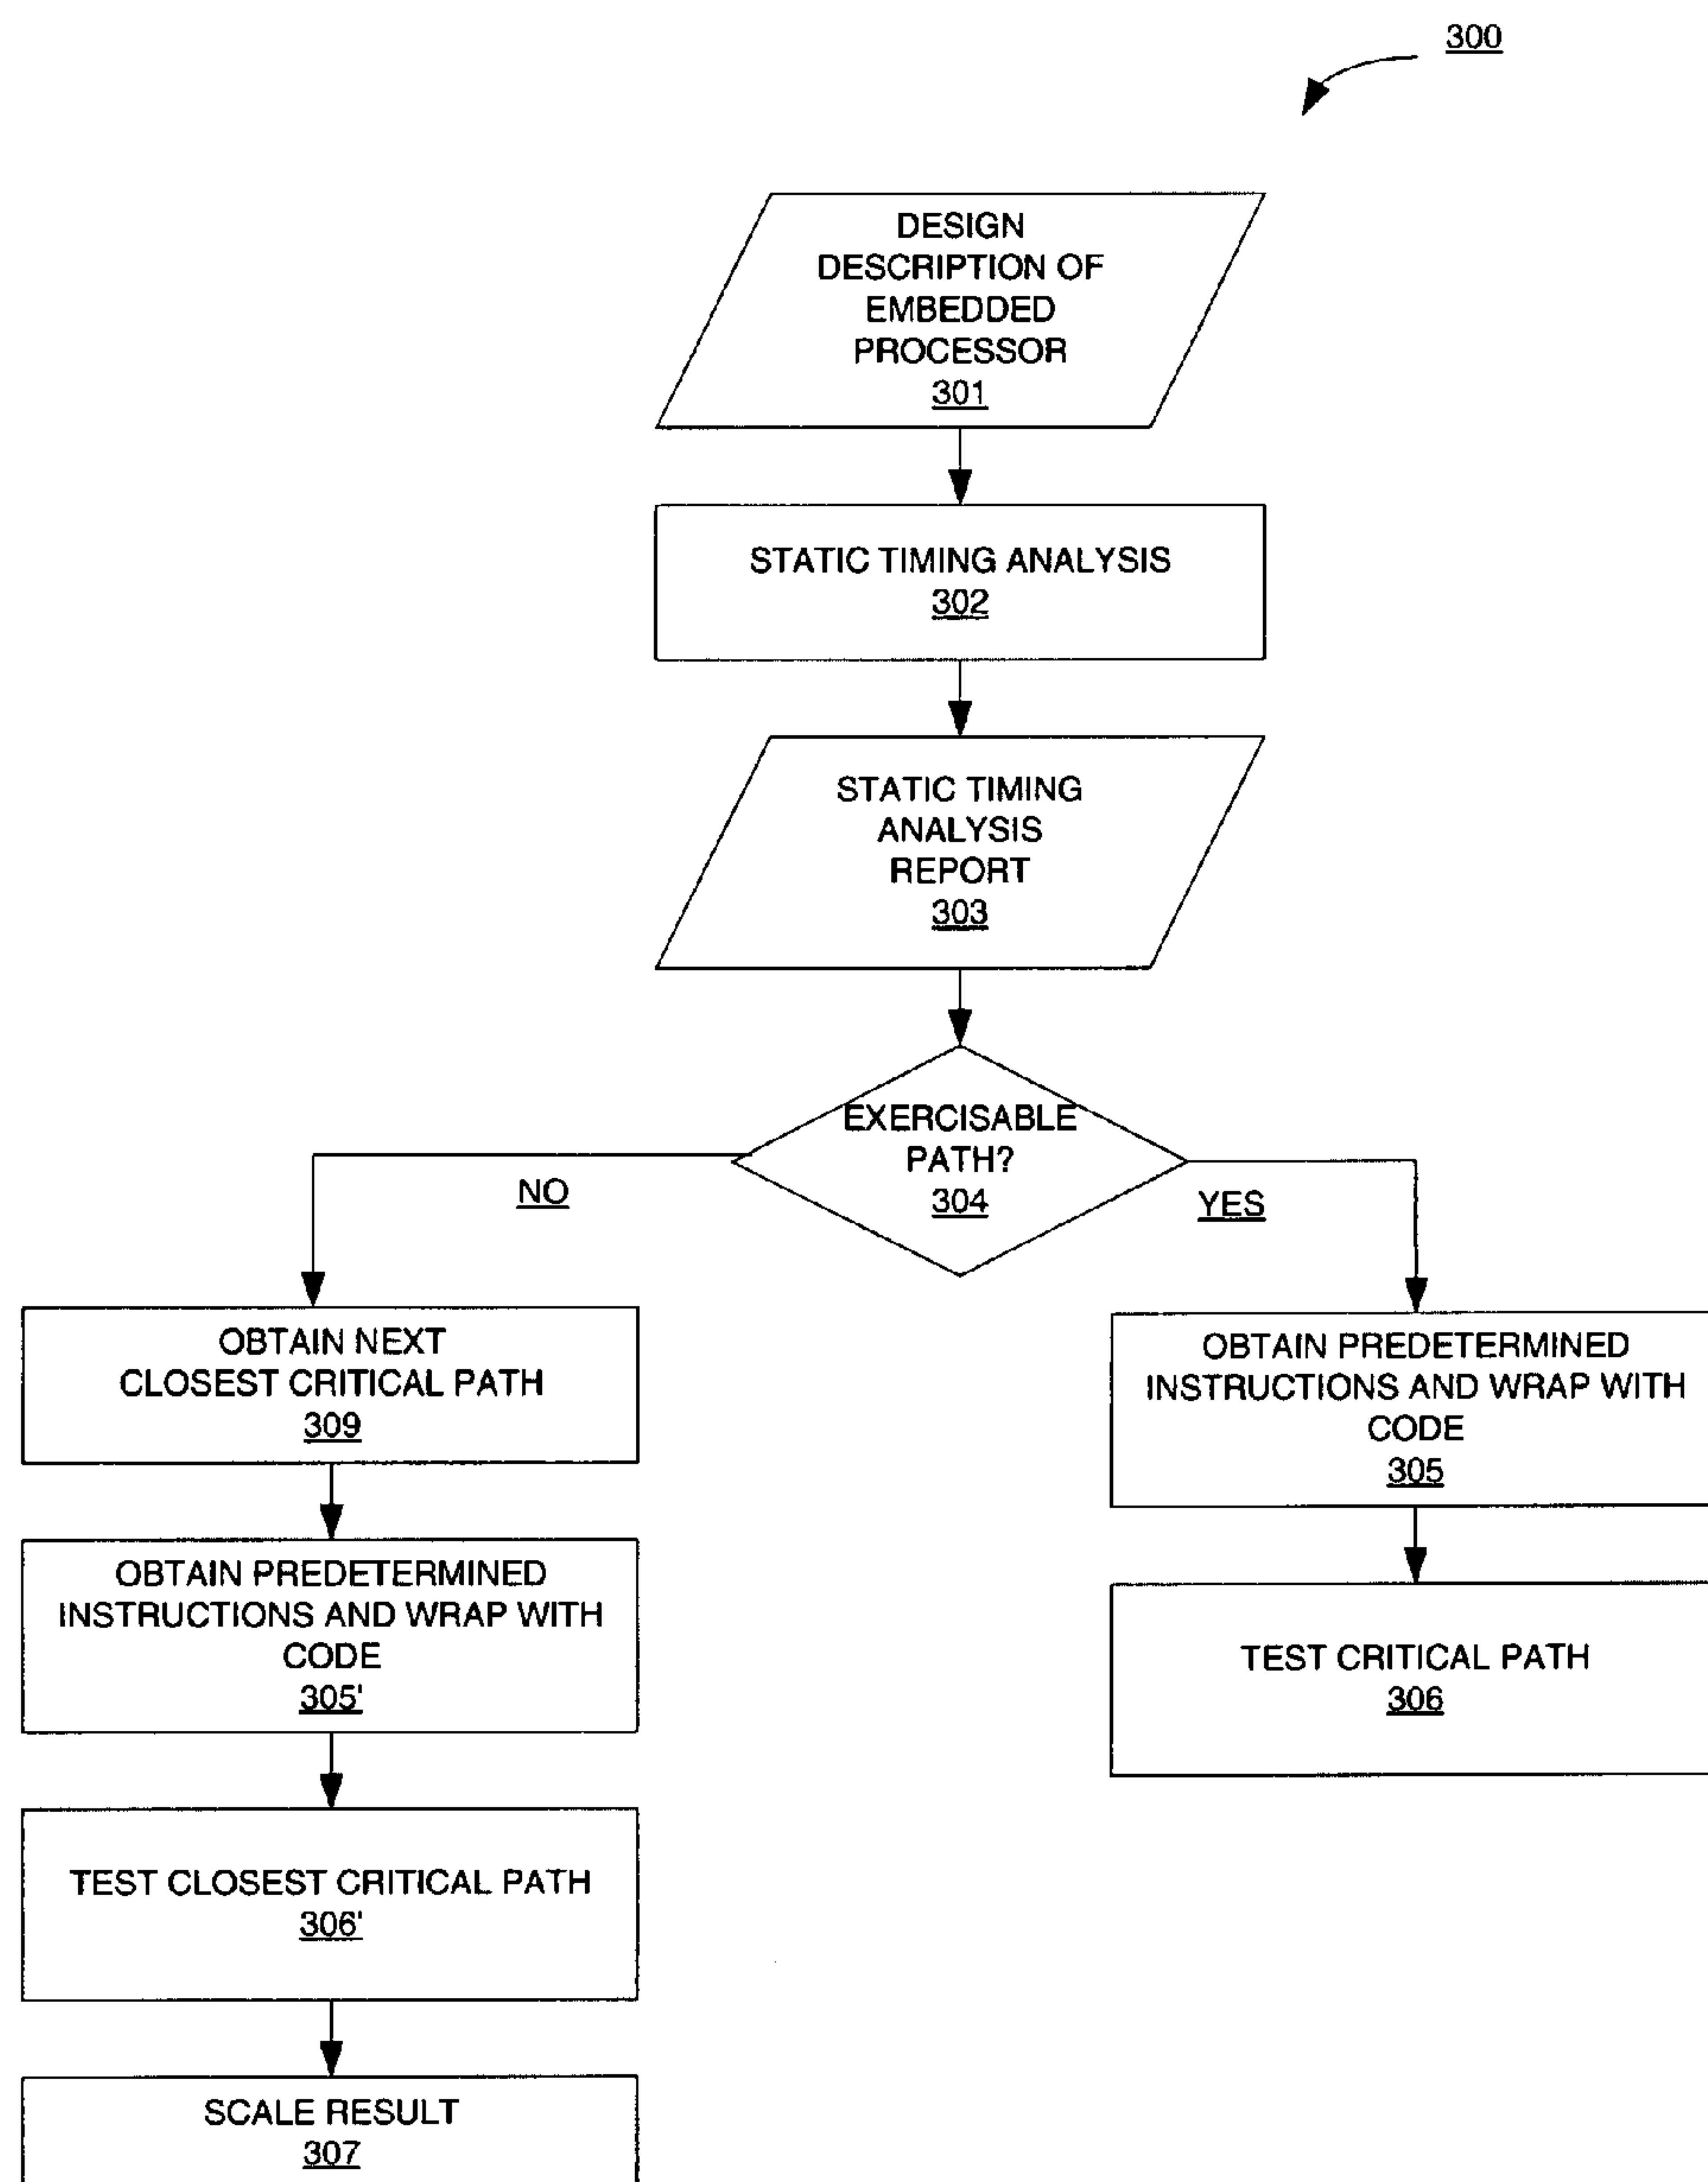 300
DESIGN
DESCRIPTION OF
EMBEDDED
PROCESSOR
301
STATIC TIMING ANALYSIS
302
STATIC TIMING
ANALYSIS
REPORT
303
EXERCISABLE
PATH?
304
NO
YES
OBTAIN NEXT
CLOSEST CRITICAL PATH
309
OBTAIN PREDETERMINED
INSTRUCTIONS AND WRAP WITH
CODE
305'
TEST CLOSEST CRITICAL PATH
306'
SCALE RESULT
307
OBTAIN PREDETERMINED
INSTRUCTIONS AND WRAP WITH
CODE
305
TEST CRITICAL PATH
306